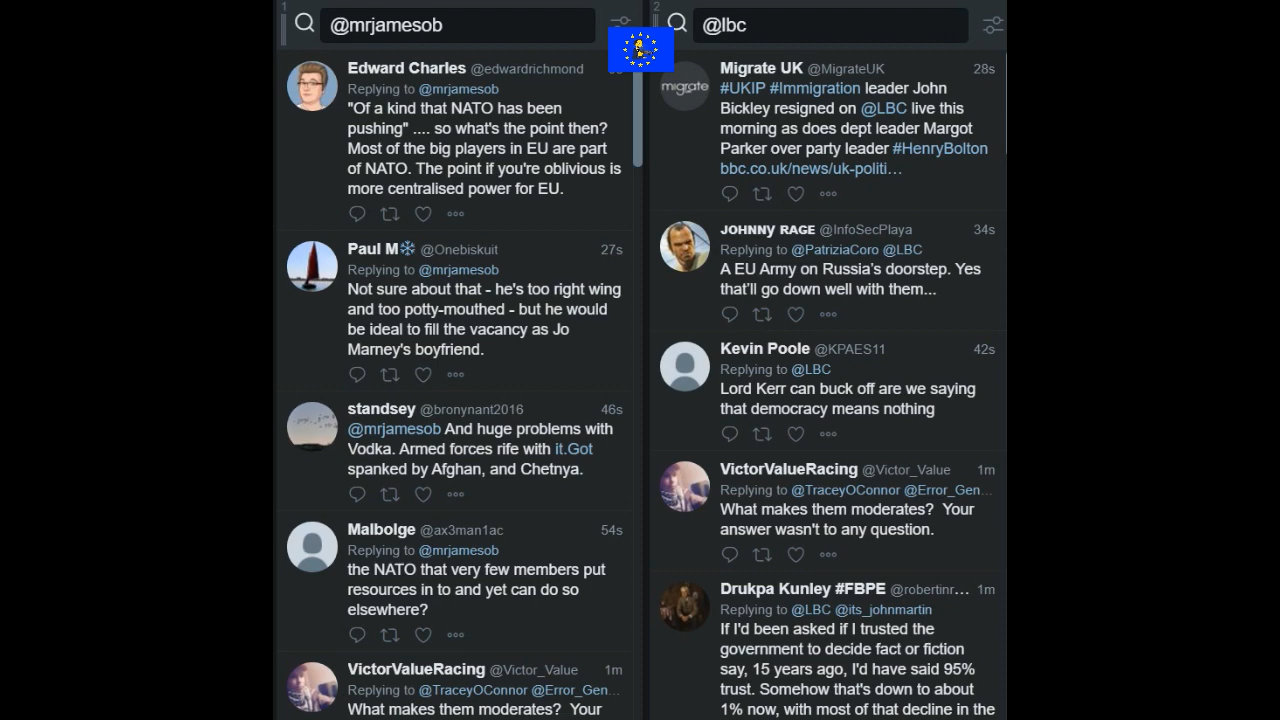 1
@mrjamesob
Edward Charles @edwardrichmond
Replying to @mrjamesob
"Of a kind that NATO has been
pushing" .... so what's the point then?
Most of the big players in EU are part
of NATO. The point if you're oblivious is
more centralised power for EU.
Paul M @Onebiskuit 27s
Replying to @mrjamesob
Not sure about that - he's too right wing
and too potty-mouthed - but he would
be ideal to fill the vacancy as Jo
Marney's boyfriend.
standsey @bronynant2016 46s
@mrjamesob And huge problems with
Vodka. Armed forces rife with it.Got
spanked by Afghan, and Chetnya.
Malbolge @ax3man1ac 54s
Replying to @mrjamesob
the NATO that very few members put
resources in to and yet can do so
elsewhere?
VictorValueRacing @Victor_Value 1m
Replying to @TraceyOConnor @Error_Gen...
What makes them moderates? Your
2
@lbc
migrate
Migrate UK @MigrateUK 28s
#UKIP #Immigration leader John
Bickley resigned on @LBC live this
morning as does dept leader Margot
Parker over party leader #HenryBolton
bbc.co.uk/news/uk-politi…
JOHNNY RAGE @InfoSecPlaya 34s
Replying to @PatriziaCoro @LBC
A EU Army on Russia's doorstep. Yes
that'll go down well with them...
Kevin Poole @KPAES11 42s
Replying to @LBC
Lord Kerr can buck off are we saying
that democracy means nothing
VictorValueRacing @Victor_Value 1m
Replying to @TraceyOConnor @Error_Gen...
What makes them moderates? Your
answer wasn't to any question.
Drukpa Kunley #FBPE @robertinr... 1m
Replying to @LBC @its_johnmartin
If I'd been asked if I trusted the
government to decide fact or fiction
say, 15 years ago, I'd have said 95%
trust. Somehow that's down to about
1% now, with most of that decline in the